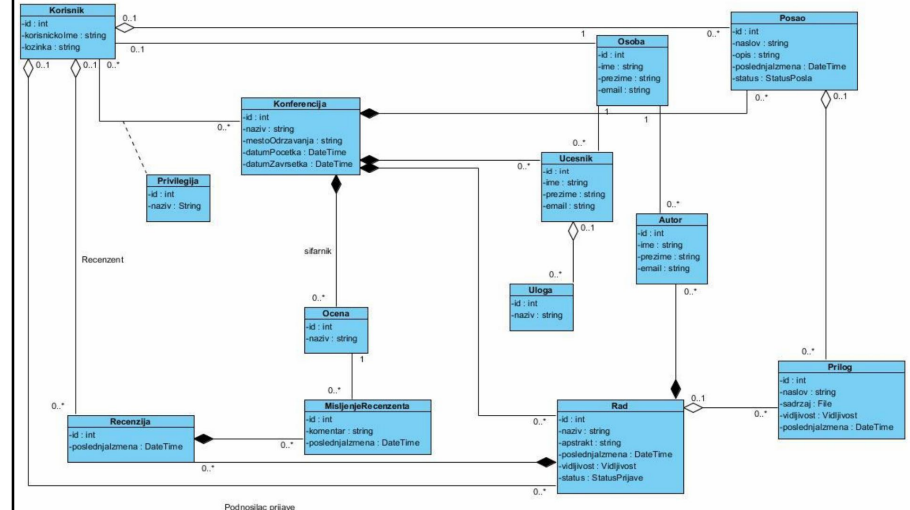 Korisnik
-id : int
-korisnickoIme : string
-lozinka : string
0..1
0..1
0..1
0..1
0..*
1
0..*
Osoba
-id : int
-ime : string
-prezime : string
-email : string
1
1
Posao
-id : int
-naslov : string
-opis : string
-poslednjaIzmena : DateTime
-status : StatusPosla
0..*
0..1
Konferencija
-id : int
-naziv : string
-mestoOdrzavanja : string
-datumPocetka : DateTime
-datumZavrsetka : DateTime
0..*
Privilegija
-id : int
-naziv : String
0..*
0..*
Ucesnik
-id : int
-ime : string
-prezime : string
-email : string
0..1
0..*
Autor
-id : int
-ime : string
-prezime : string
-email : string
0..*
Recenzent
sifarnik
0..*
Uloga
-id : int
-naziv : string
0..*
Ocena
-id : int
-naziv : string
1
0..*
0..*
Prilog
-id : int
-naslov : string
-sadrzaj : File
-vidljivost : Vidljivost
-poslednjaIzmena : DateTime
0..*
Recenzija
-id : int
-poslednjaIzmena : DateTime
0..*
0..*
MisljenjeRecenzenta
-id : int
-komentar : string
-poslednjaIzmena : DateTime
0..*
0..*
Rad
-id : int
-naziv : string
-apstrakt : string
-poslednjaIzmena : DateTime
-vidljivost : Vidljivost
-status : StatusPrijave
0..1
0..*
Podnosilac prijave